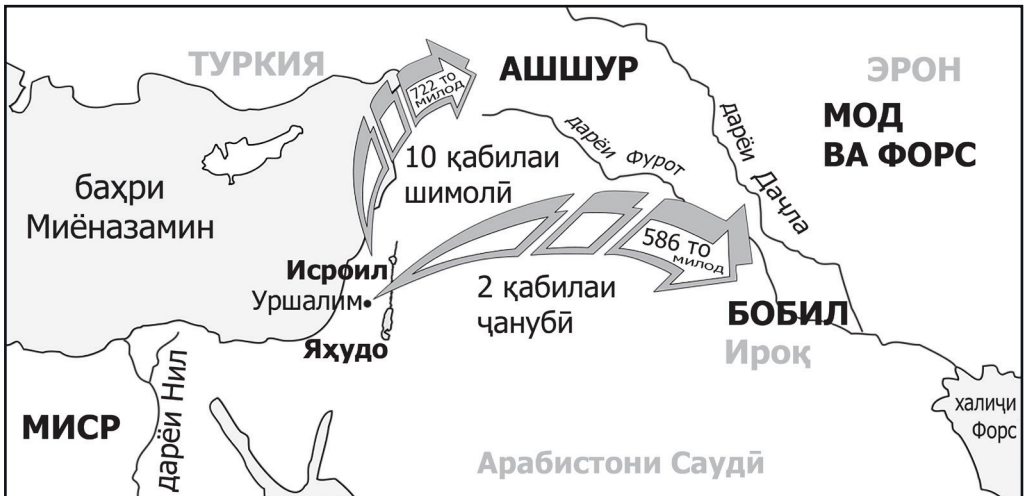 ТУРКИЯ
АШШУР
ЭРОН
722 то
милод
МОД
ВА ФОРС
дарёи Даҷла
дарёи Фурот
10 қабилаи
шимолӣ
баҳри
Миёназамин
586 то
милод
Исроил
Уршалим
2 қабилаи
ҷанубӣ
БОБИЛ
Яҳудо
Ироқ
дарёи Нил
МИСР
халиҷи
Форс
Арабистони Саудӣ